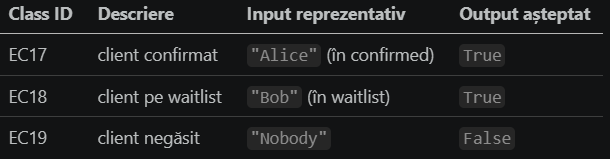 Class ID Descriere Input reprezentativ Output așteptat
EC17 client confirmat "Alice" (în confirmed) True
EC18 client pe waitlist "Bob" (în waitlist) True
EC19 client negăsit "Nobody" False